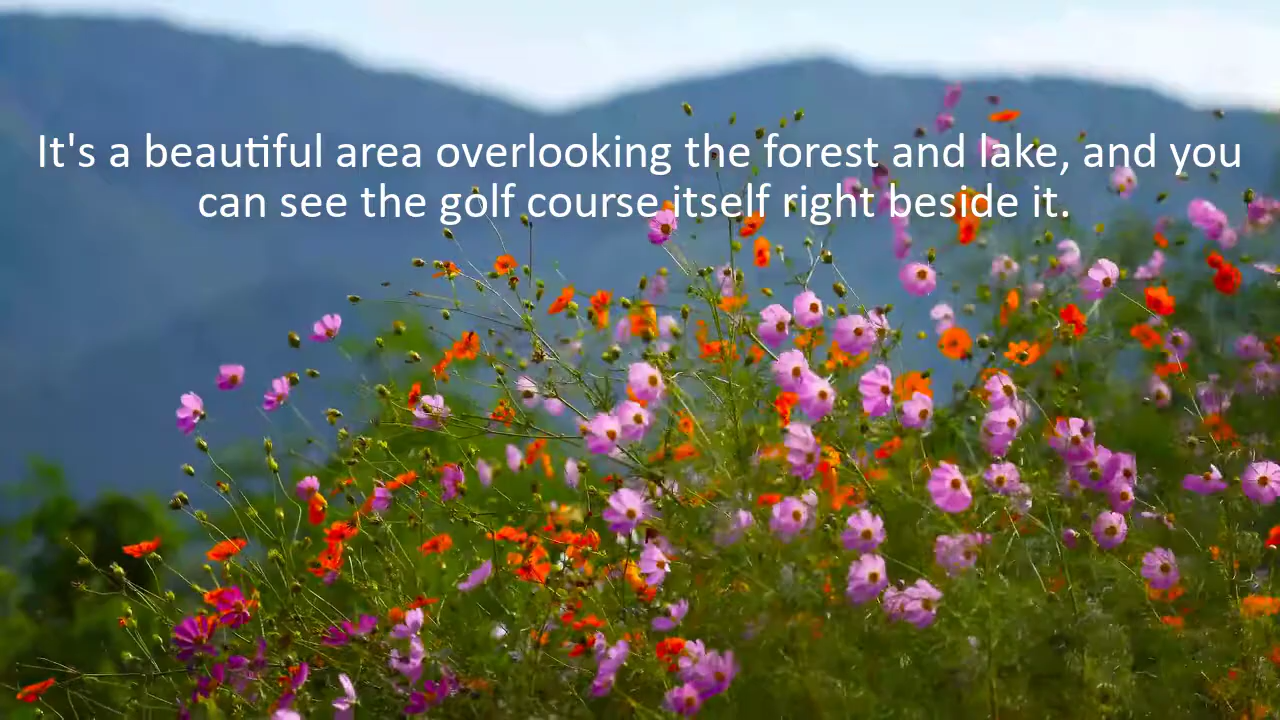 It's a beautiful area overlooking the forest and lake, and you
can see the golf course itself right beside it.